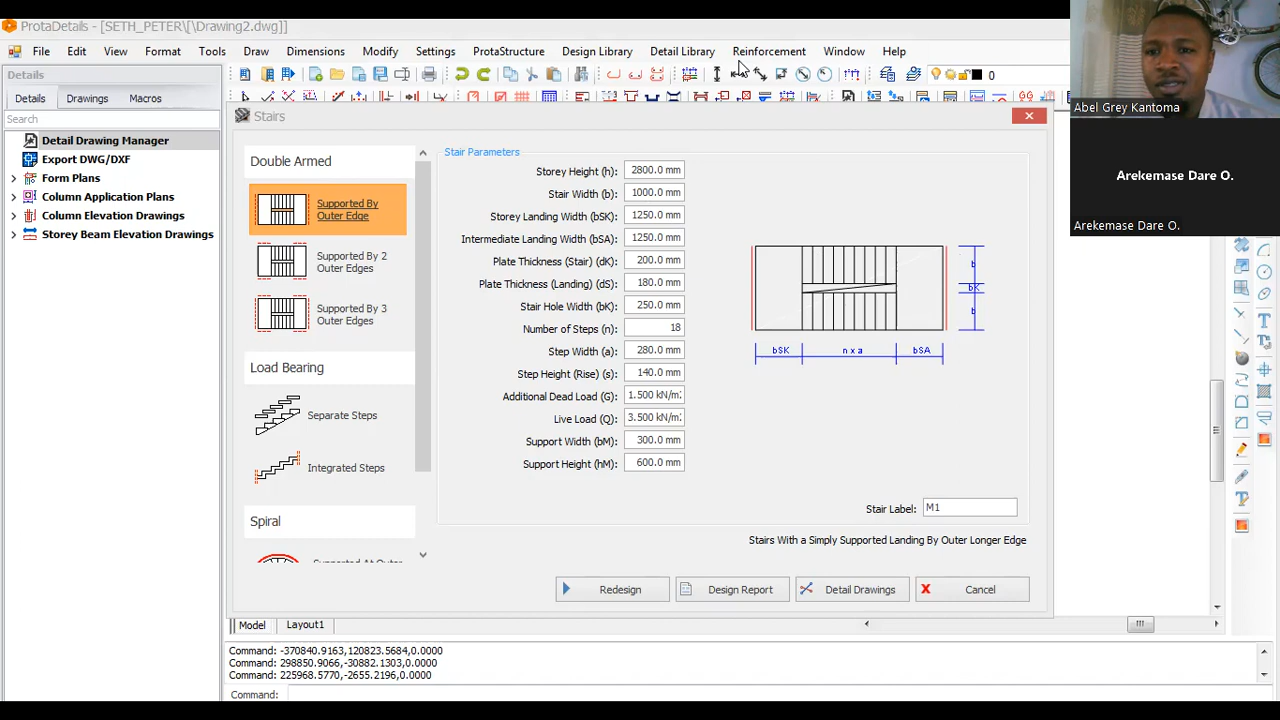 ProtaDetails - [SETH_PETER\[\Drawing2.dwg]]
File Edit View Format Tools Draw Dimensions Modify Settings ProtaStructure Design Library Detail Library Reinforcement Window Help
0
Details
Details Drawings Macros
Search
Detail Drawing Manager
Export DWG/DXF
Form Plans
Column Application Plans
Column Elevation Drawings
Storey Beam Elevation Drawings
Stairs
Double Armed
Supported By
Outer Edge
Supported By 2
Outer Edges
Supported By 3
Outer Edges
Load Bearing
Separate Steps
Integrated Steps
Spiral
Supported At Outer
Stair Parameters
Storey Height (h): 2800.0 mm
Stair Width (b): 1000.0 mm
Storey Landing Width (bSK): 1250.0 mm
Intermediate Landing Width (bSA): 1250.0 mm
Plate Thickness (Stair) (dK): 200.0 mm
Plate Thickness (Landing) (dS): 180.0 mm
Stair Hole Width (bK): 250.0 mm
Number of Steps (n): 18
Step Width (a): 280.0 mm
Step Height (Rise) (s): 140.0 mm
Additional Dead Load (G): 1.500 kN/m
Live Load (Q): 3.500 kN/m
Support Width (bM): 300.0 mm
Support Height (hM): 600.0 mm
b
bK
b
bSK n x a bSA
Stair Label: M1
Stairs With a Simply Supported Landing By Outer Longer Edge
Redesign Design Report Detail Drawings Cancel
Model Layout1
Command: -370840.9163,120823.5684,0.0000
Command: 298850.9066,-30882.1303,0.0000
Command: 225968.5770,-2655.2196,0.0000
Command:
Abel Grey Kantoma
Arekemase Dare O.
Arekemase Dare O.